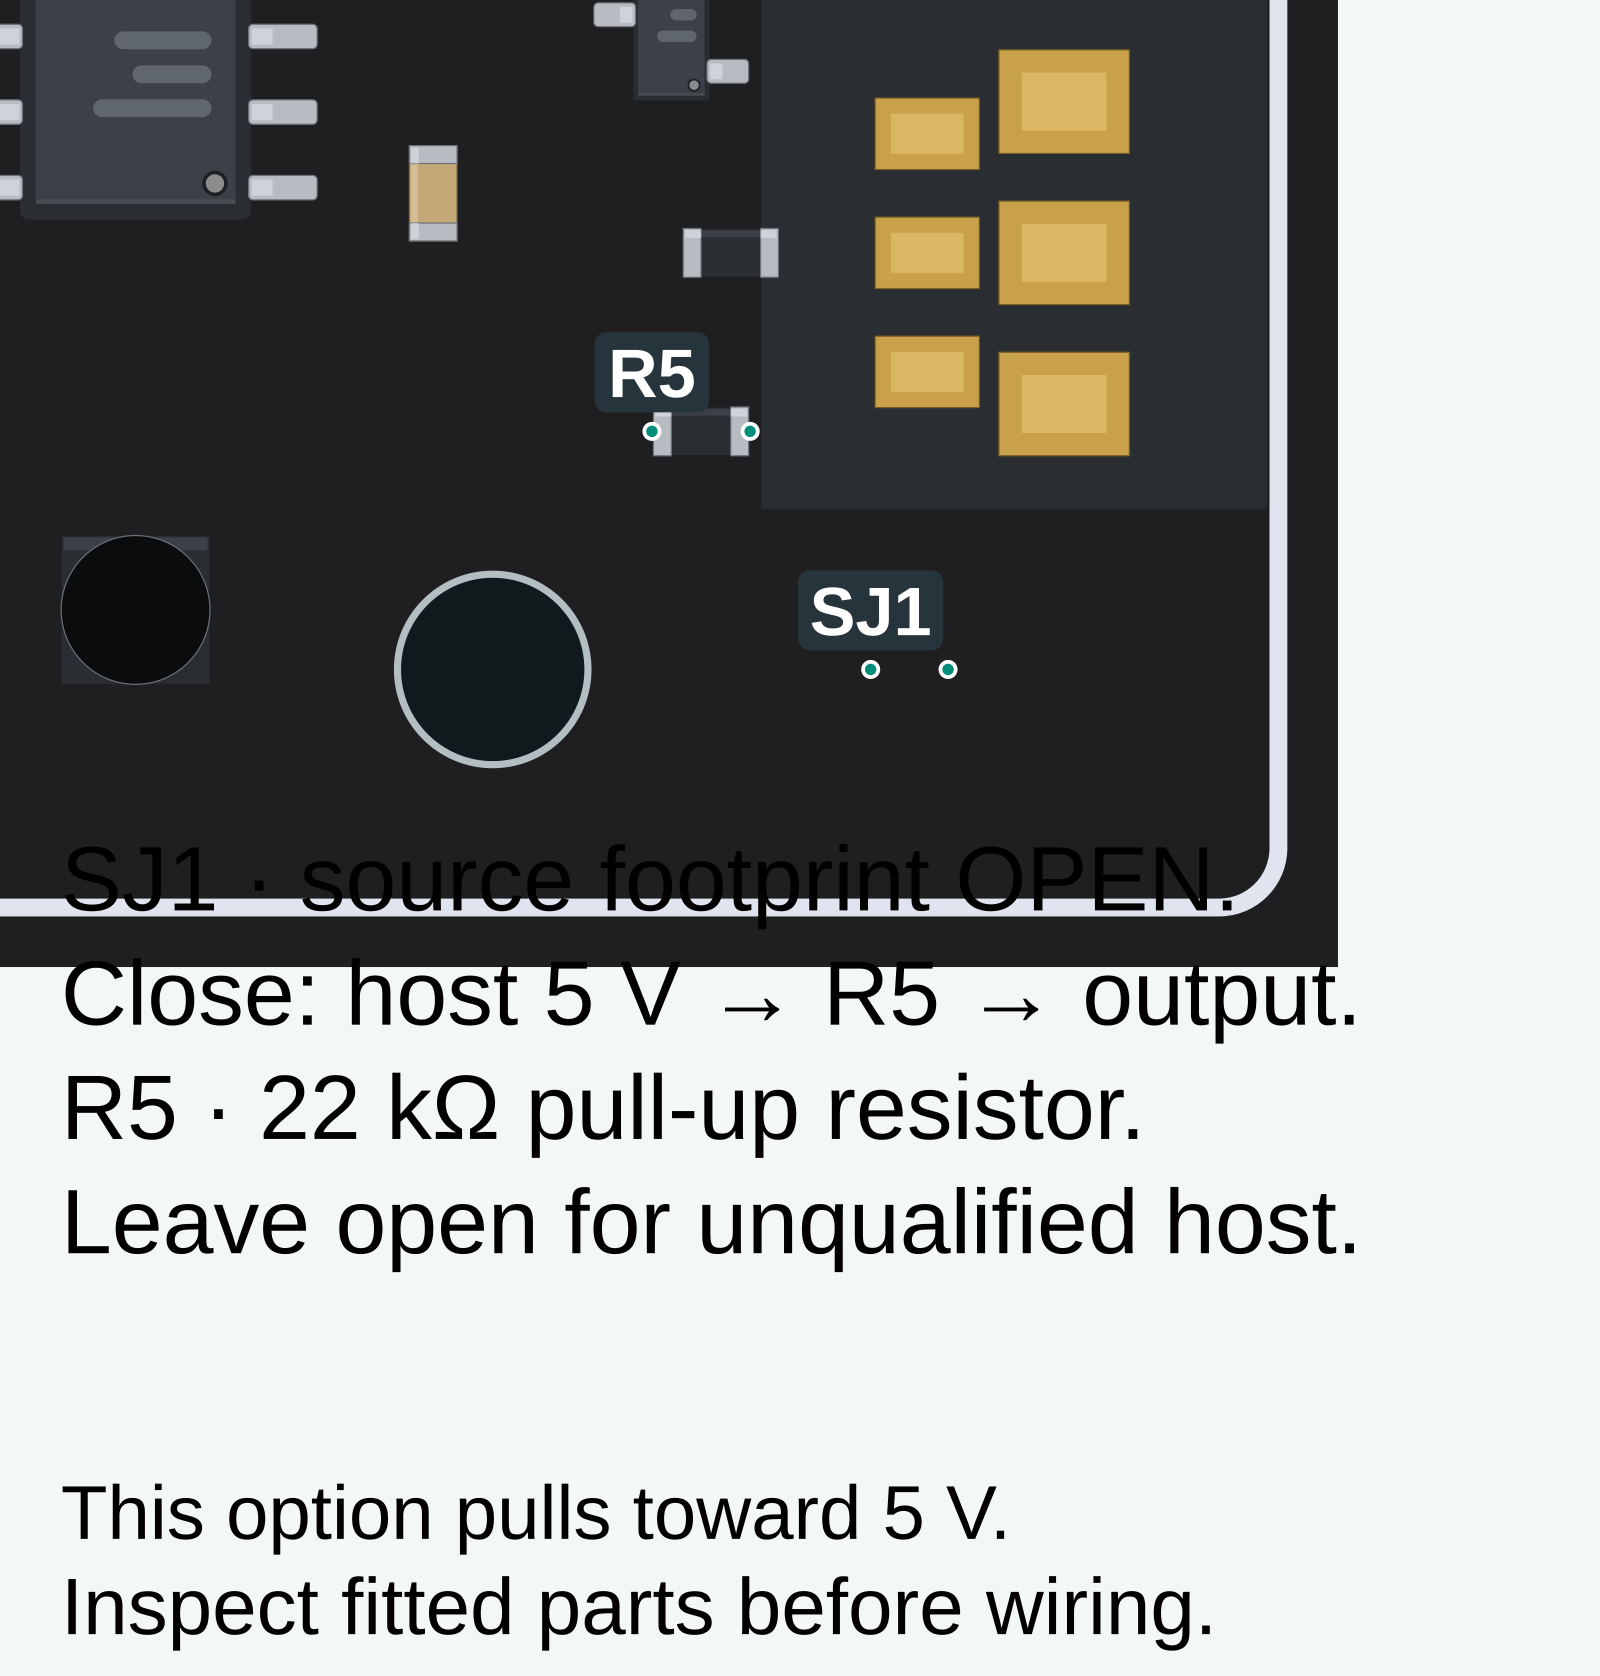 R5
SJ1
SJ1 · source footprint OPEN.
Close: host 5 V → R5 → output.
R5 · 22 kΩ pull-up resistor.
Leave open for unqualified host.
This option pulls toward 5 V.
Inspect fitted parts before wiring.